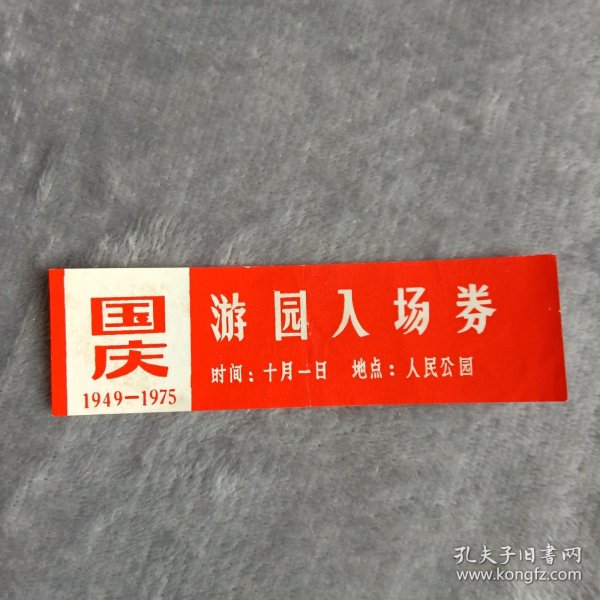 国庆
1949—1975
游园入场券
时间：十月一日 地点：人民公园
孔夫子旧書网
www.kongfz.com